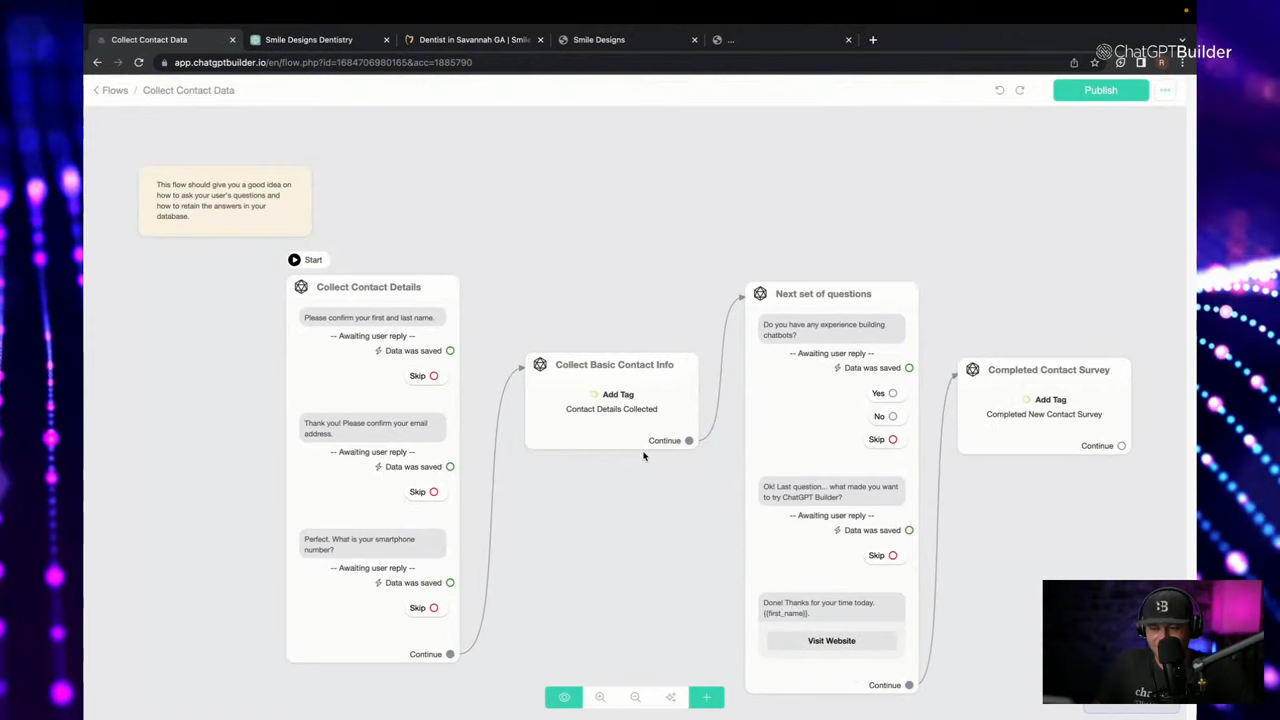 Collect Contact Data
Smile Designs Dentistry
Dentist in Savannah GA | Smile
Smile Designs
...
ChatGPTBuilder
app.chatgptbuilder.io/en/flow.php?id=1684706980165&acc=1885790
R
Flows / Collect Contact Data
Publish
This flow should give you a good idea on
how to ask your user's questions and
how to retain the answers in your
database.
Start
Collect Contact Details
Please confirm your first and last name.
-- Awaiting user reply --
Data was saved
Skip
Thank you! Please confirm your email
address.
-- Awaiting user reply --
Data was saved
Skip
Perfect. What is your smartphone
number?
-- Awaiting user reply --
Data was saved
Skip
Continue
Collect Basic Contact Info
Add Tag
Contact Details Collected
Continue
Next set of questions
Do you have any experience building
chatbots?
-- Awaiting user reply --
Data was saved
Yes
No
Skip
Ok! Last question... what made you want
to try ChatGPT Builder?
-- Awaiting user reply --
Data was saved
Skip
Done! Thanks for your time today.
{{first_name}}.
Visit Website
Continue
Completed Contact Survey
Add Tag
Completed New Contact Survey
Continue